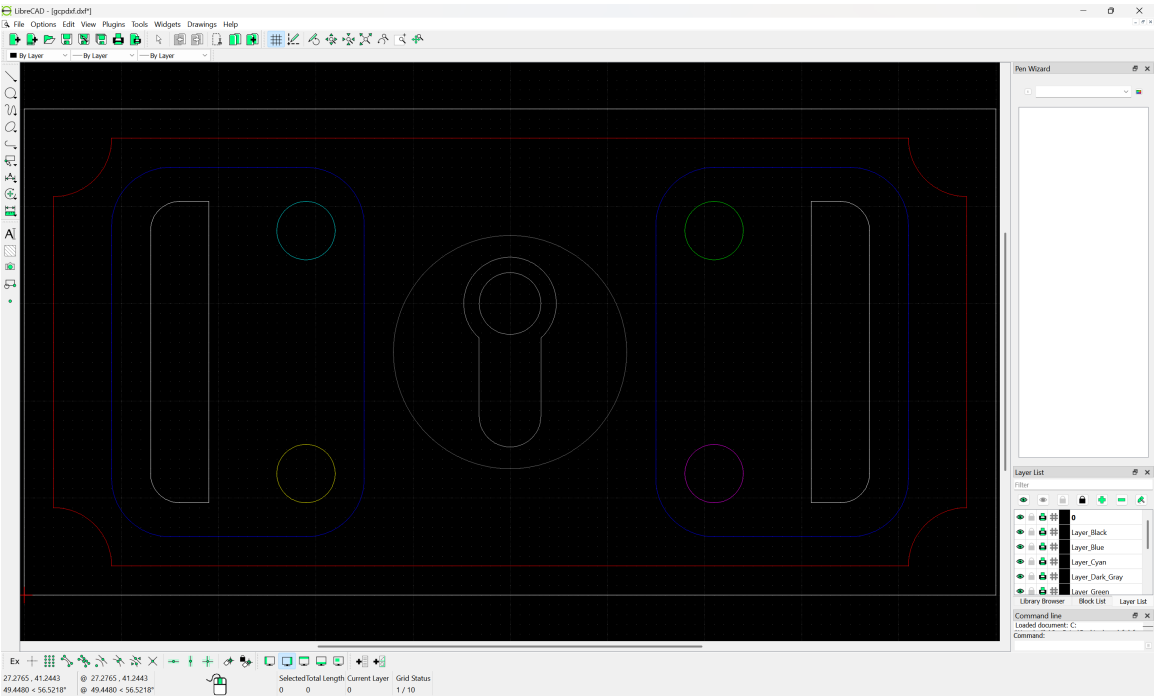 LibreCAD - [gcpdxf.dxf*]
File Options Edit View Plugins Tools Widgets Drawings Help
By Layer By Layer By Layer
Pen Wizard
Layer List
Filter
0
Layer_Black
Layer_Blue
Layer_Cyan
Layer_Dark_Gray
Layer_Green
Library Browser Block List Layer List
Command line
Loaded document: C:
Command:
Ex
27.2765 , 41.2443 @ 27.2765 , 41.2443 Selected Total Length Current Layer Grid Status
49.4480 < 56.5218° @ 49.4480 < 56.5218° 0 0 0 1 / 10